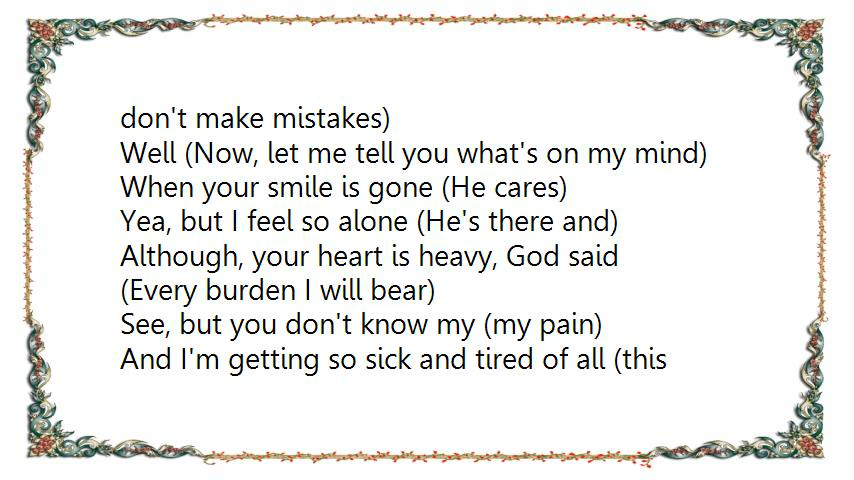 don't make mistakes)
Well (Now, let me tell you what's on my mind)
When your smile is gone (He cares)
Yea, but I feel so alone (He's there and)
Although, your heart is heavy, God said
(Every burden I will bear)
See, but you don't know my (my pain)
And I'm getting so sick and tired of all (this